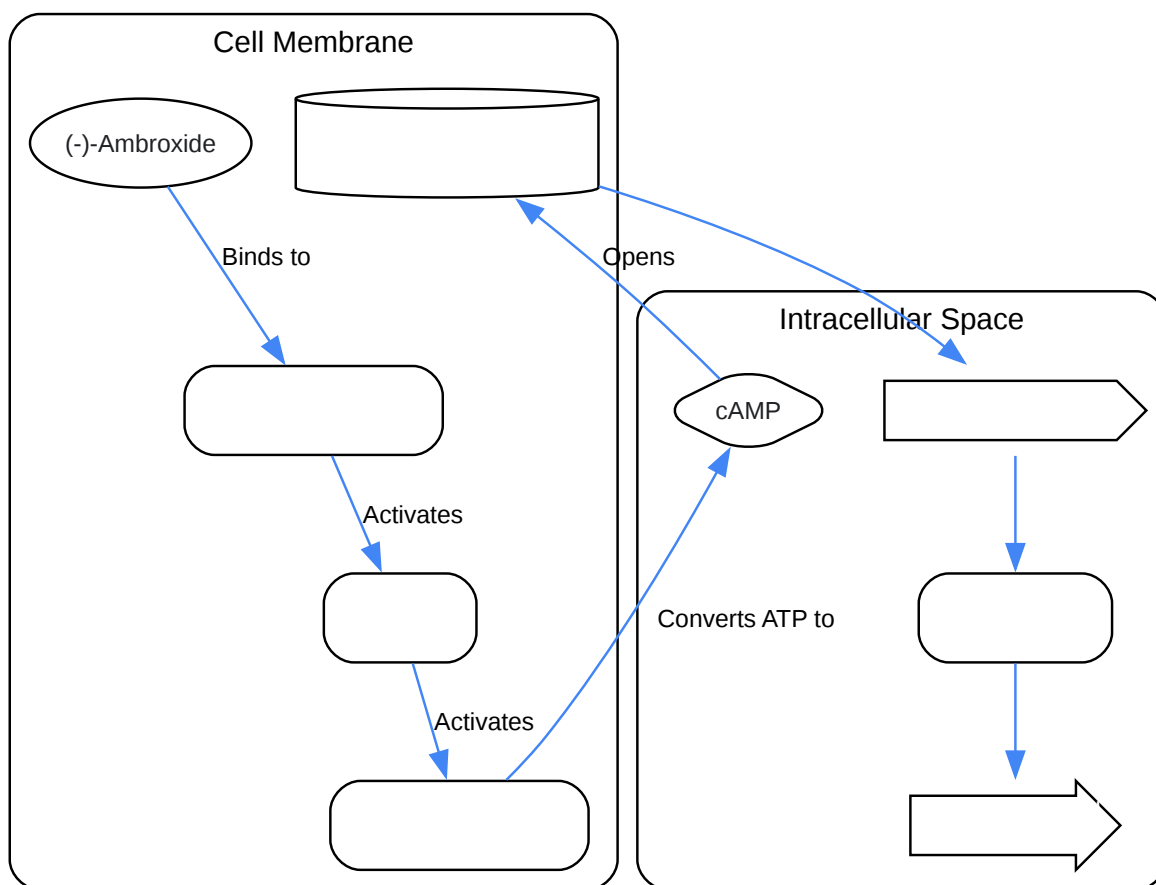 Cell Membrane
(-)-Ambroxide
Binds to
Opens
Intracellular Space
cAMP
Activates
Converts ATP to
Activates